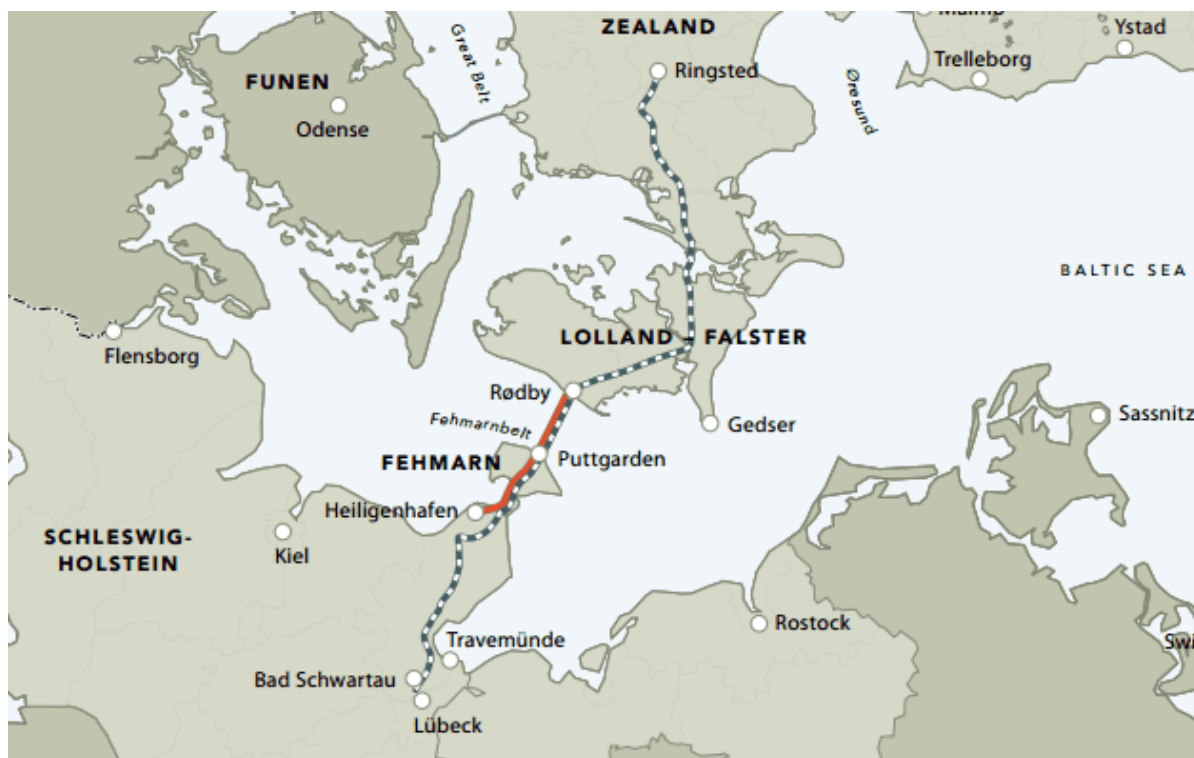 ZEALAND
Ystad
Great Belt
Trelleborg
Ringsted
FUNEN
Øresund
Odense
BALTIC SEA
LOLLAND – FALSTER
Flensborg
Rødby
Fehmarnbelt
Gedser
Sassnitz
FEHMARN
Puttgarden
Heiligenhafen
SCHLESWIG-
HOLSTEIN
Kiel
Rostock
Travemünde
Swi
Bad Schwartau
Lübeck